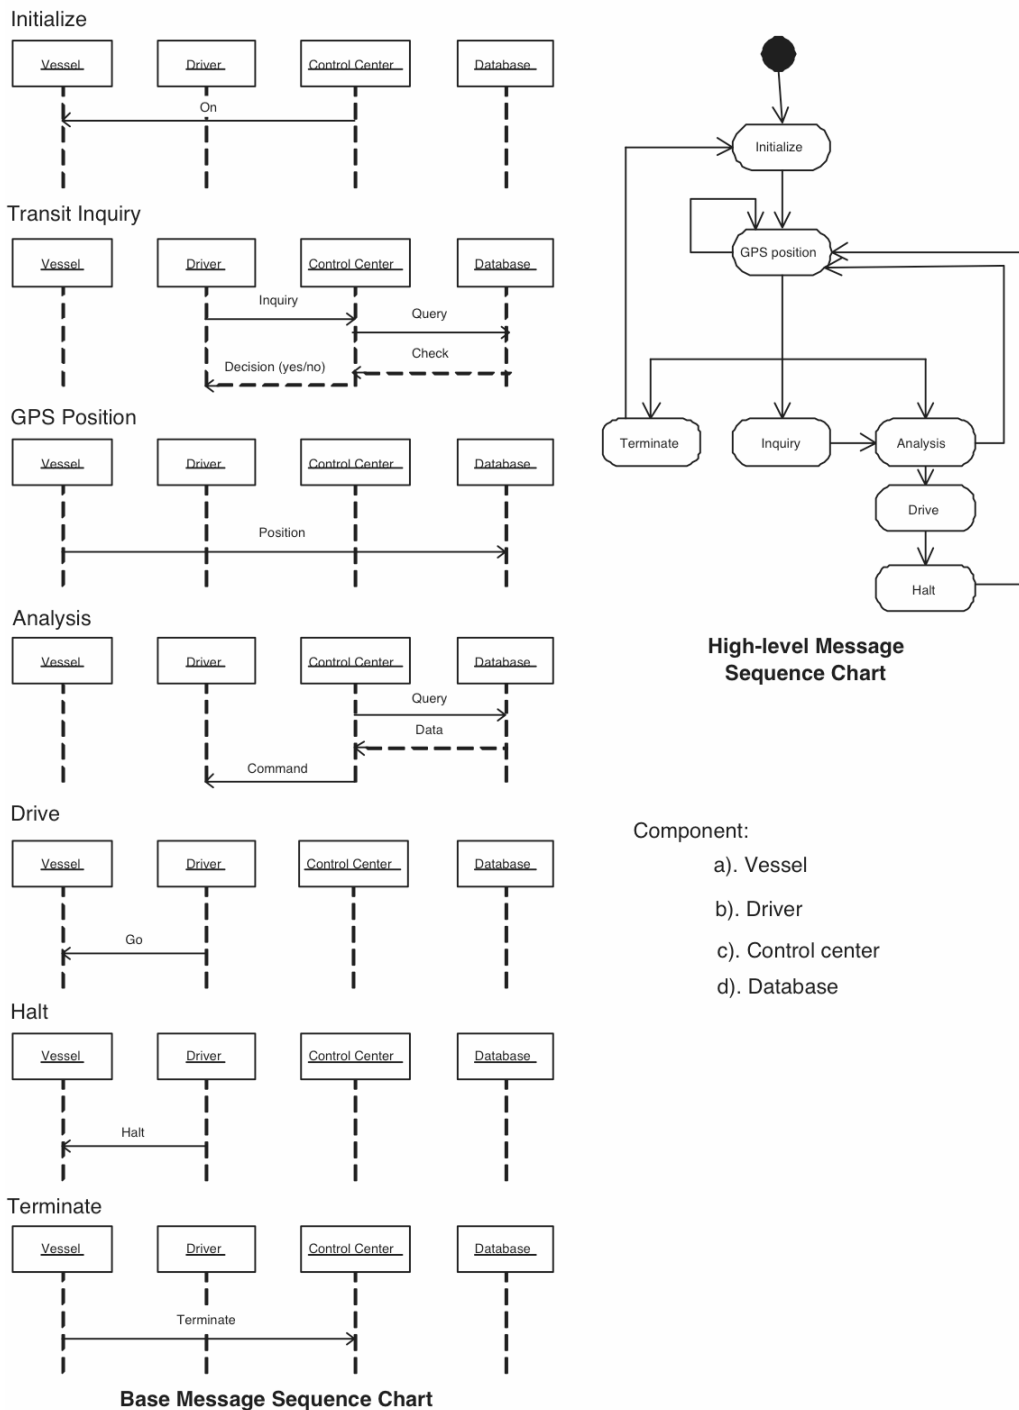 Initialize
Vessel
Driver
Control Center
Database
On
Transit Inquiry
Vessel
Driver
Control Center
Database
Inquiry
Query
Check
Decision (yes/no)
GPS Position
Vessel
Driver
Control Center
Database
Position
Analysis
Vessel
Driver
Control Center
Database
Query
Data
Command
Drive
Vessel
Driver
Control Center
Database
Go
Halt
Vessel
Driver
Control Center
Database
Halt
Terminate
Vessel
Driver
Control Center
Database
Terminate
Base Message Sequence Chart
Initialize
GPS position
Terminate
Inquiry
Analysis
Drive
Halt
High-level Message
Sequence Chart
Component:
a). Vessel
b). Driver
c). Control center
d). Database